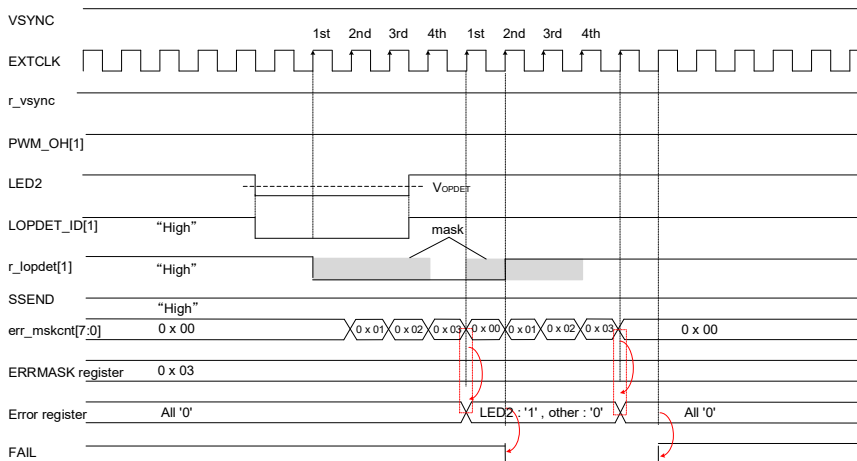 VSYNC
1st 2nd 3rd 4th 1st 2nd 3rd 4th
EXTCLK
r_vsync
PWM_OH[1]
LED2
VOPDET
LOPDET_ID[1] “High”
mask
r_lopdet[1] “High”
SSEND
“High”
err_mskcnt[7:0] 0 x 00 0 x 01 0 x 02 0 x 03 0 x 00 0 x 01 0 x 02 0 x 03 0 x 00
ERRMASK register 0 x 03
Error register All '0' LED2 : '1' , other : '0' All '0'
FAIL